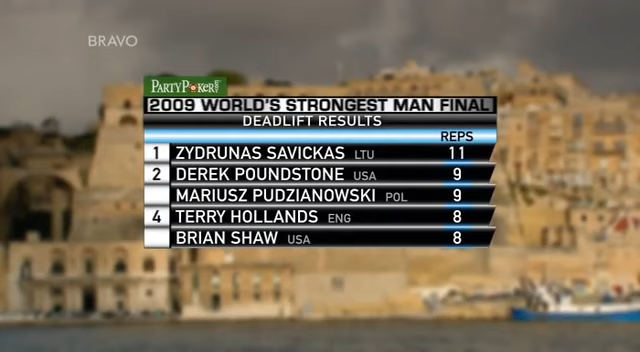 BRAVO
PARTYPOKER.com
2009 WORLD'S STRONGEST MAN FINAL
DEADLIFT RESULTS
REPS
1 ZYDRUNAS SAVICKAS LTU 11
2 DEREK POUNDSTONE USA 9
MARIUSZ PUDZIANOWSKI POL 9
4 TERRY HOLLANDS ENG 8
BRIAN SHAW USA 8